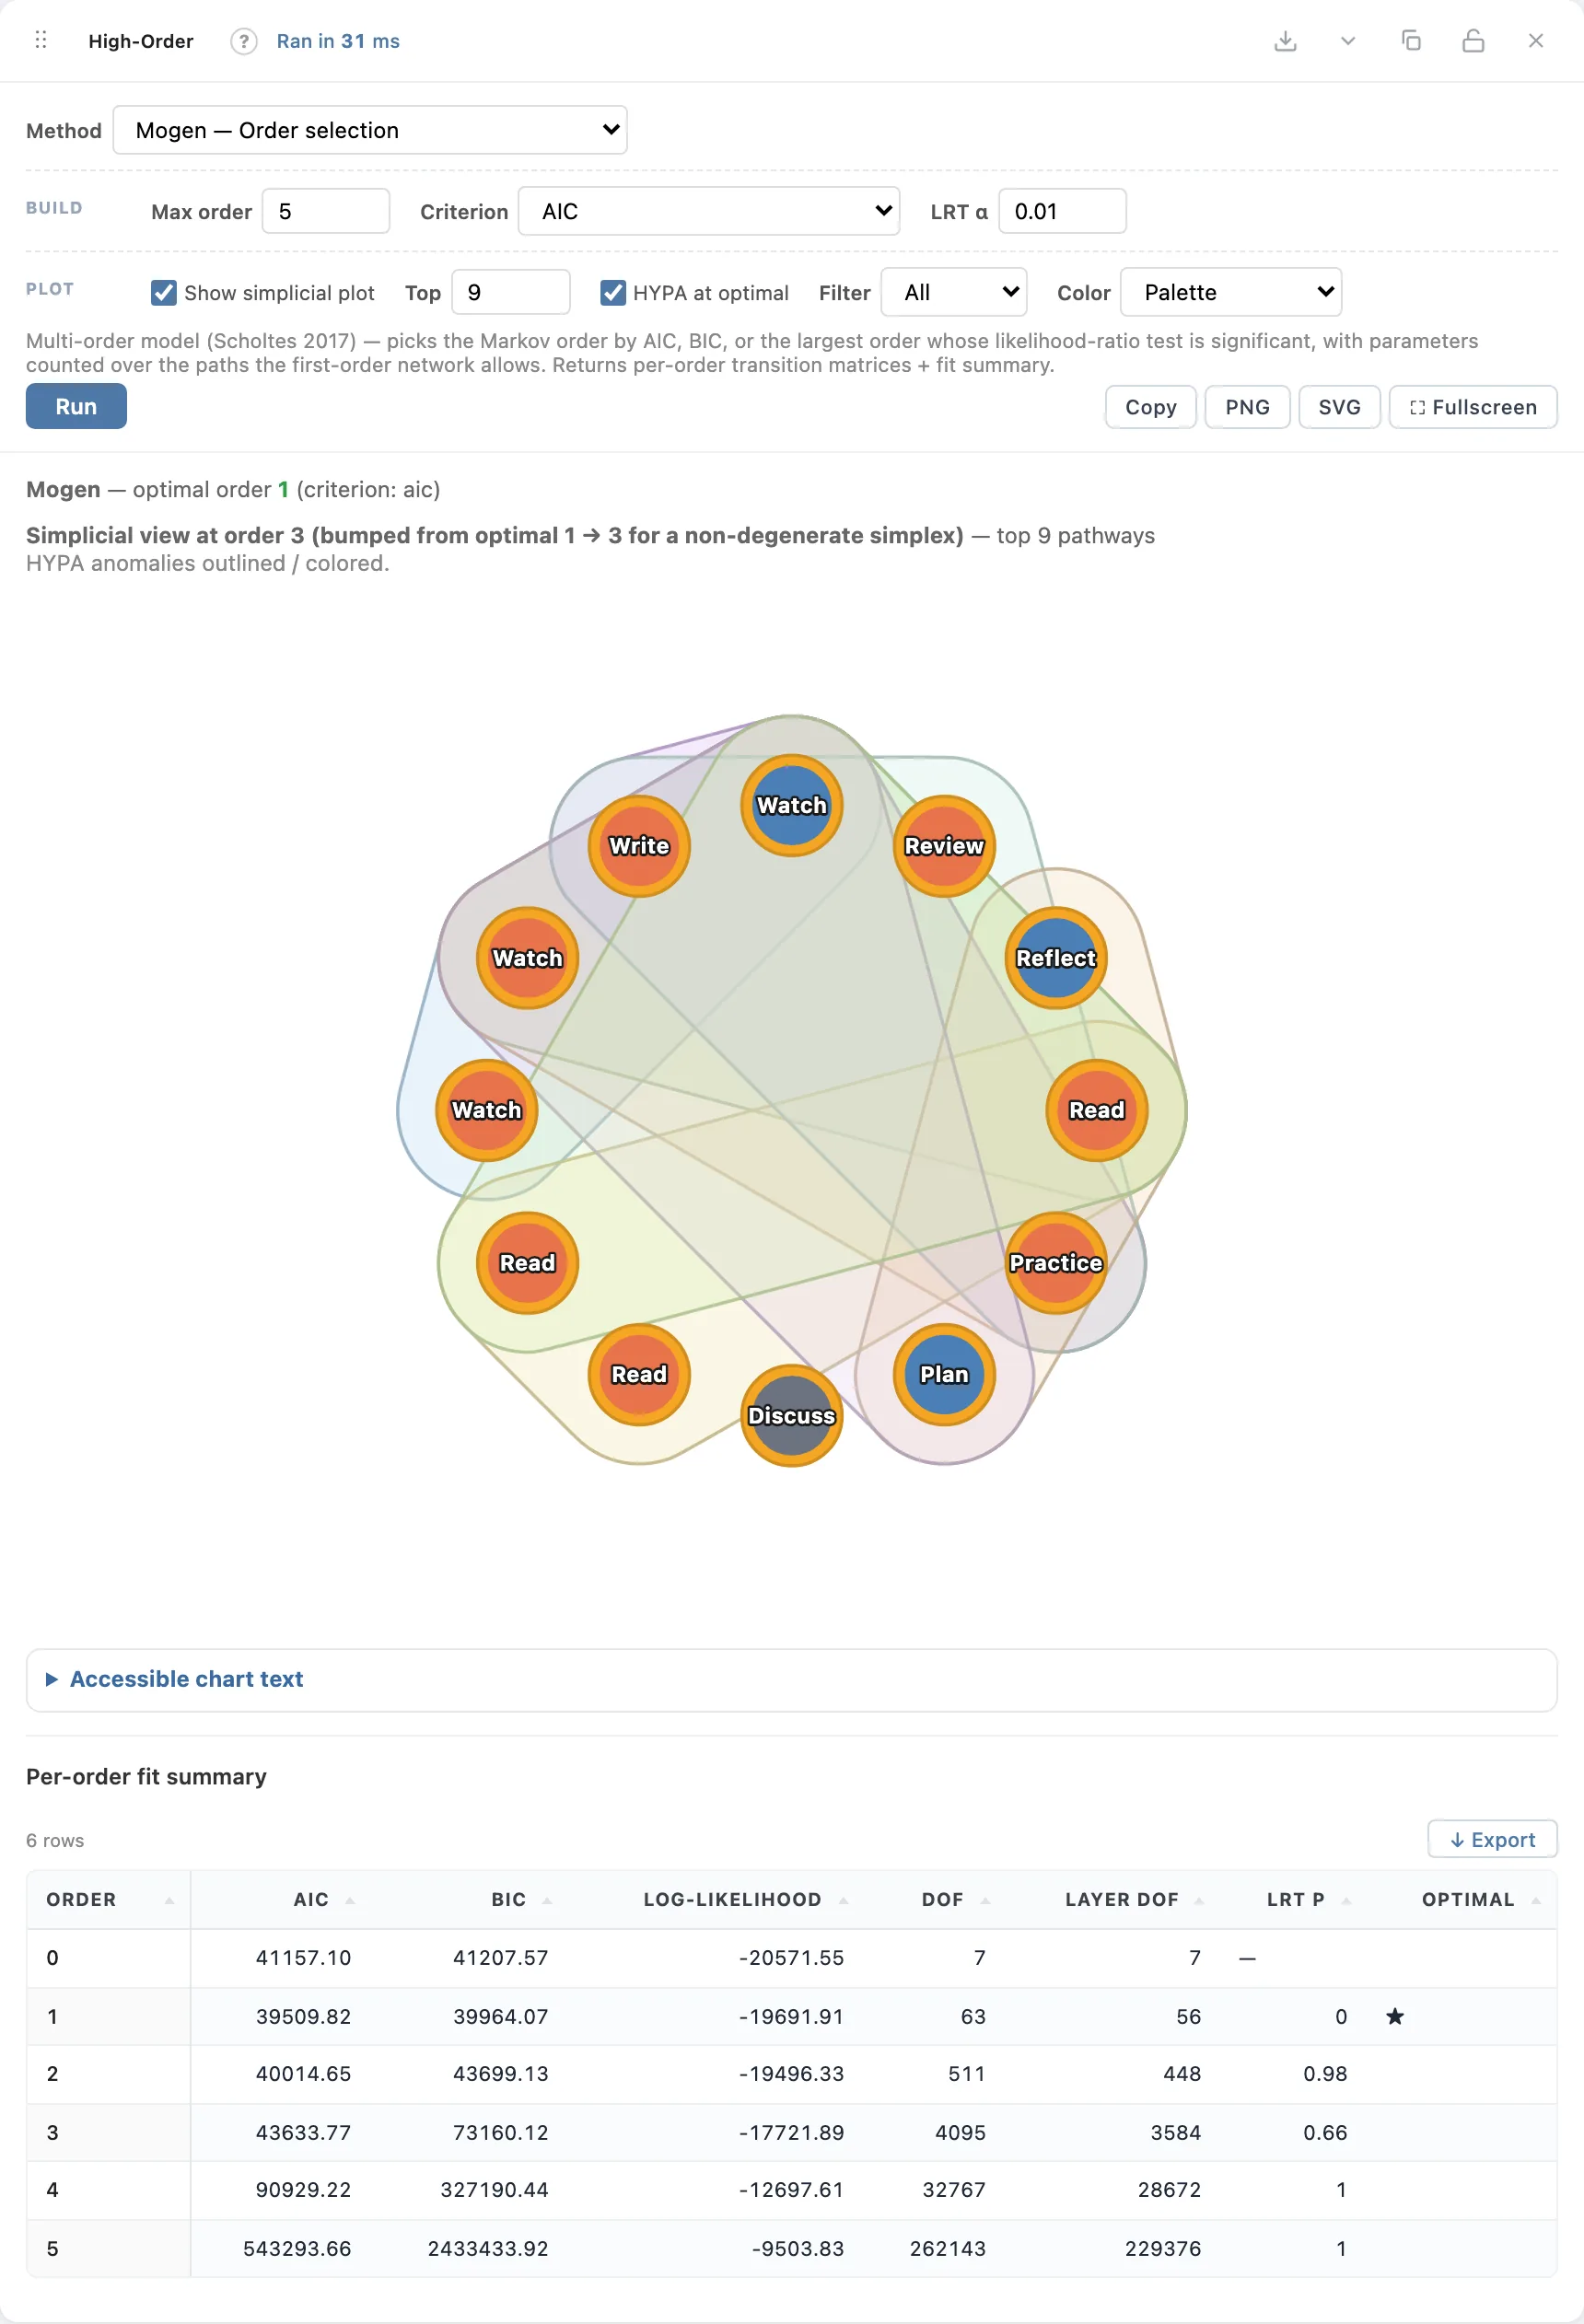 High-Order ? Ran in 31 ms
Method Mogen — Order selection
BUILD Max order 5 Criterion AIC LRT α 0.01
PLOT Show simplicial plot Top 9 HYPA at optimal Filter All Color Palette
Multi-order model (Scholtes 2017) — picks the Markov order by AIC, BIC, or the largest order whose likelihood-ratio test is significant, with parameters
counted over the paths the first-order network allows. Returns per-order transition matrices + fit summary.
Run Copy PNG SVG Fullscreen
Mogen — optimal order 1 (criterion: aic)
Simplicial view at order 3 (bumped from optimal 1 → 3 for a non-degenerate simplex) — top 9 pathways
HYPA anomalies outlined / colored.
Watch
Write
Review
Watch
Reflect
Watch
Read
Read
Practice
Read
Plan
Discuss
Accessible chart text
Per-order fit summary
6 rows ↓ Export
ORDER AIC BIC LOG-LIKELIHOOD DOF LAYER DOF LRT P OPTIMAL
0 41157.10 41207.57 -20571.55 7 7 —
1 39509.82 39964.07 -19691.91 63 56 0 ★
2 40014.65 43699.13 -19496.33 511 448 0.98
3 43633.77 73160.12 -17721.89 4095 3584 0.66
4 90929.22 327190.44 -12697.61 32767 28672 1
5 543293.66 2433433.92 -9503.83 262143 229376 1